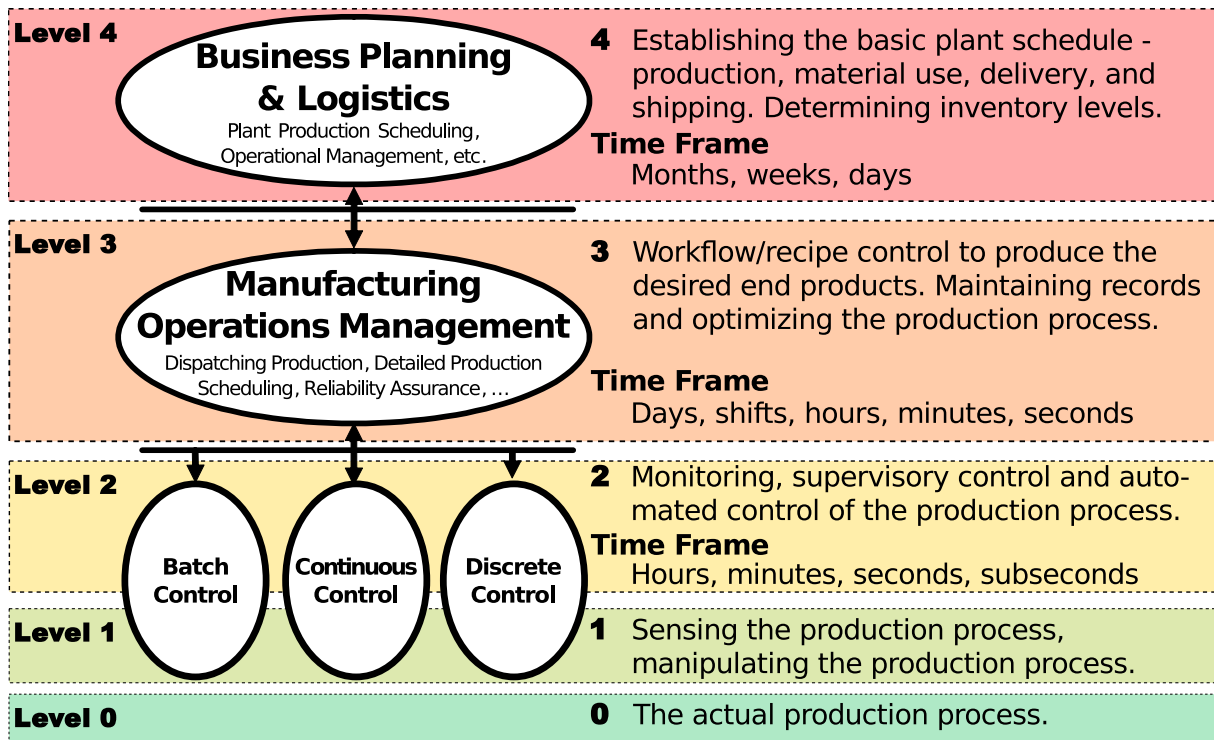 Level 4
Business Planning
& Logistics
Plant Production Scheduling,
Operational Management, etc.
4 Establishing the basic plant schedule -
production, material use, delivery, and
shipping. Determining inventory levels.
Time Frame
Months, weeks, days
Level 3
Manufacturing
Operations Management
Dispatching Production, Detailed Production
Scheduling, Reliability Assurance, ...
3 Workflow/recipe control to produce the
desired end products. Maintaining records
and optimizing the production process.
Time Frame
Days, shifts, hours, minutes, seconds
Level 2
Batch
Control
Continuous
Control
Discrete
Control
2 Monitoring, supervisory control and auto-
mated control of the production process.
Time Frame
Hours, minutes, seconds, subseconds
Level 1
1 Sensing the production process,
manipulating the production process.
Level 0
0 The actual production process.